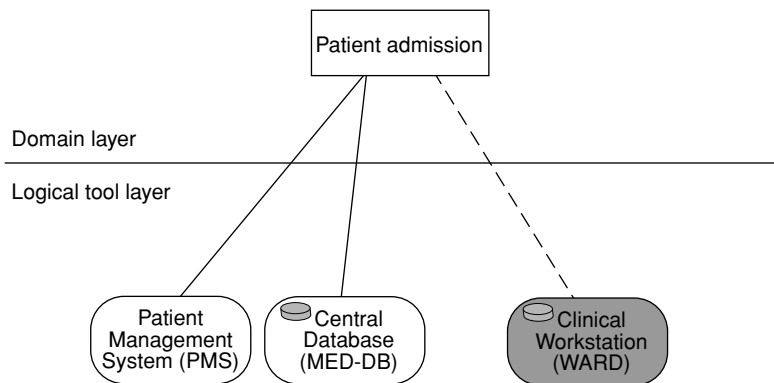 Patient admission
Domain layer
Logical tool layer
Patient
Management
System (PMS)
Central
Database
(MED-DB)
Clinical
Workstation
(WARD)